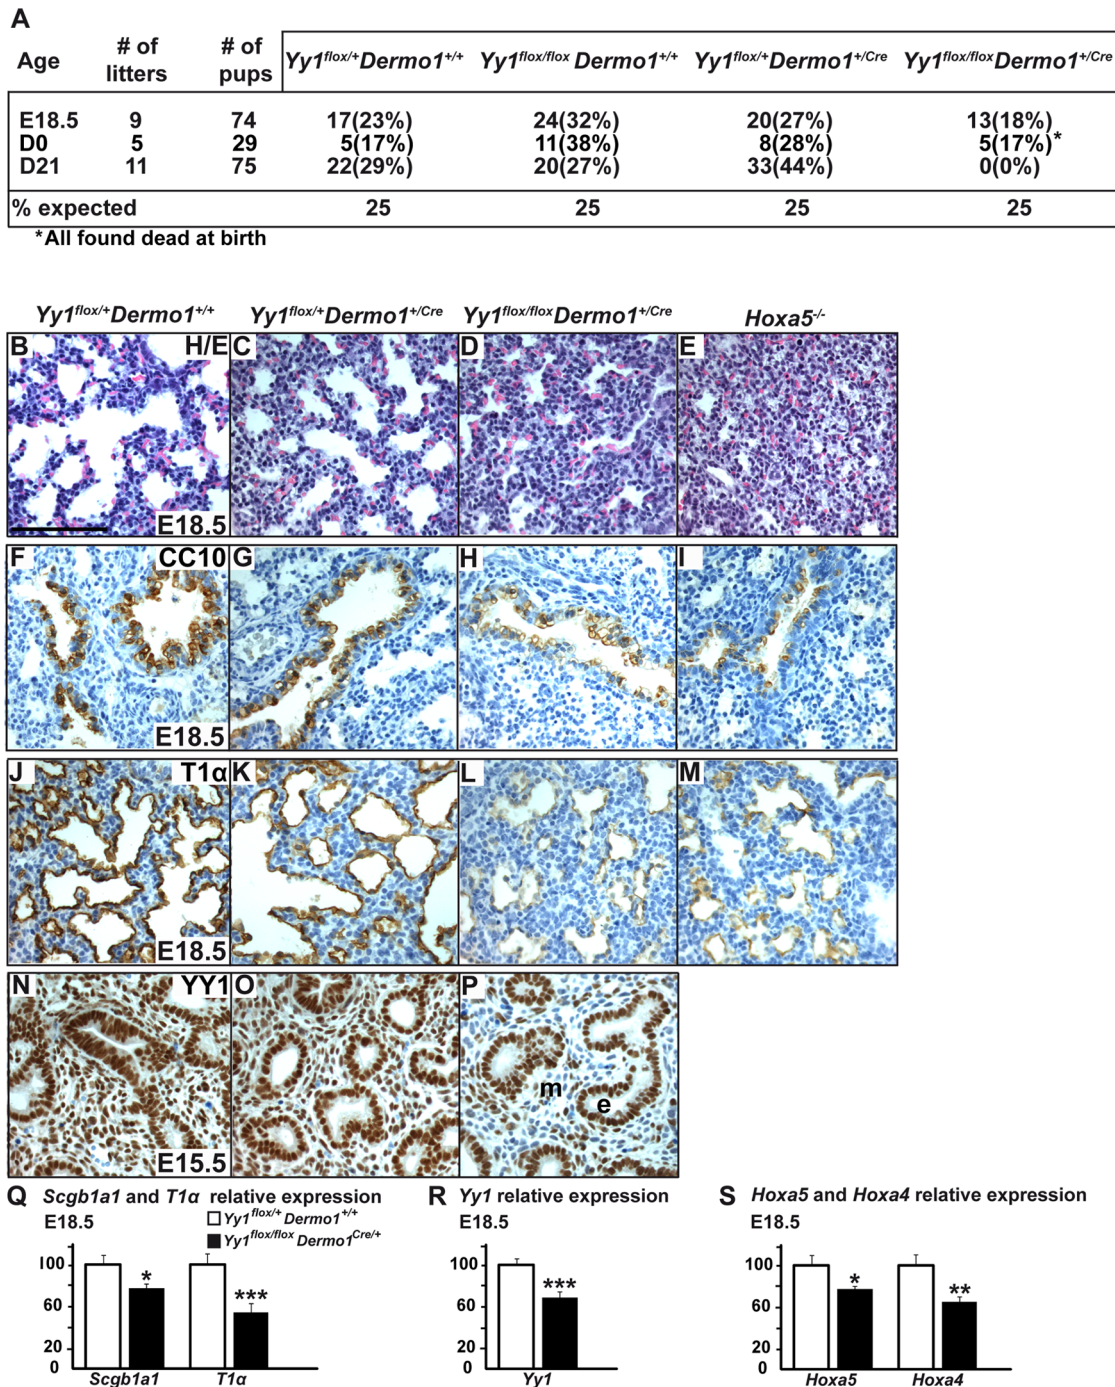 A
Age # of litters # of pups Yy1flox/+Dermo1+/+ Yy1flox/flox Dermo1+/+ Yy1flox/+Dermo1+/Cre Yy1flox/floxDermo1+/Cre
E18.5 9 74 17(23%) 24(32%) 20(27%) 13(18%)
D0 5 29 5(17%) 11(38%) 8(28%) 5(17%)*
D21 11 75 22(29%) 20(27%) 33(44%) 0(0%)
% expected 25 25 25 25
*All found dead at birth
Yy1flox/+Dermo1+/+ Yy1flox/+Dermo1+/Cre Yy1flox/floxDermo1+/Cre Hoxa5-/-
B H/E C D E
E18.5
F CC10 G H I
E18.5
J T1α K L M
E18.5
N YY1 O P
m e
E15.5
Q Scgb1a1 and T1α relative expression
E18.5
Yy1flox/+ Dermo1+/+
Yy1flox/flox Dermo1Cre/+
100
60
20
0
* ***
Scgb1a1 T1α
R Yy1 relative expression
E18.5
100
60
20
0
***
Yy1
S Hoxa5 and Hoxa4 relative expression
E18.5
100
60
20
0
* **
Hoxa5 Hoxa4